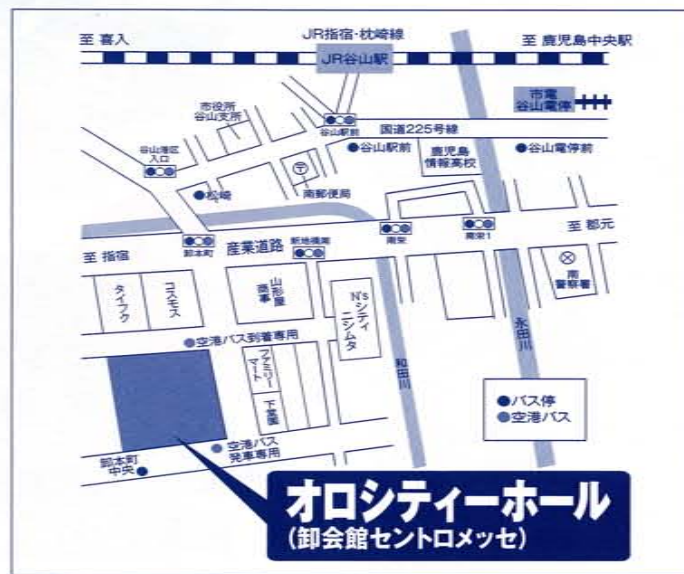 JR指宿・枕崎線
至 喜入
JR谷山駅
至 鹿児島中央駅
市電
谷山電停
市役所
谷山支所
谷山駅前
国道225号線
谷山港区
入口
谷山駅前
鹿児島
情報高校
谷山電停前
松崎
南郵便局
卸本町
産業道路
新地橋南
南栄
南栄1
至 郡元
至 指宿
南
警察署
タイフク
コスモス
山形屋
商事
N'sシティ
ニシムタ
空港バス到着専用
ファミリー
マート
下堂園
和田川
永田川
バス停
空港バス
空港バス
発車専用
卸本町
中央
オロシティーホール
(卸会館セントロメッセ)